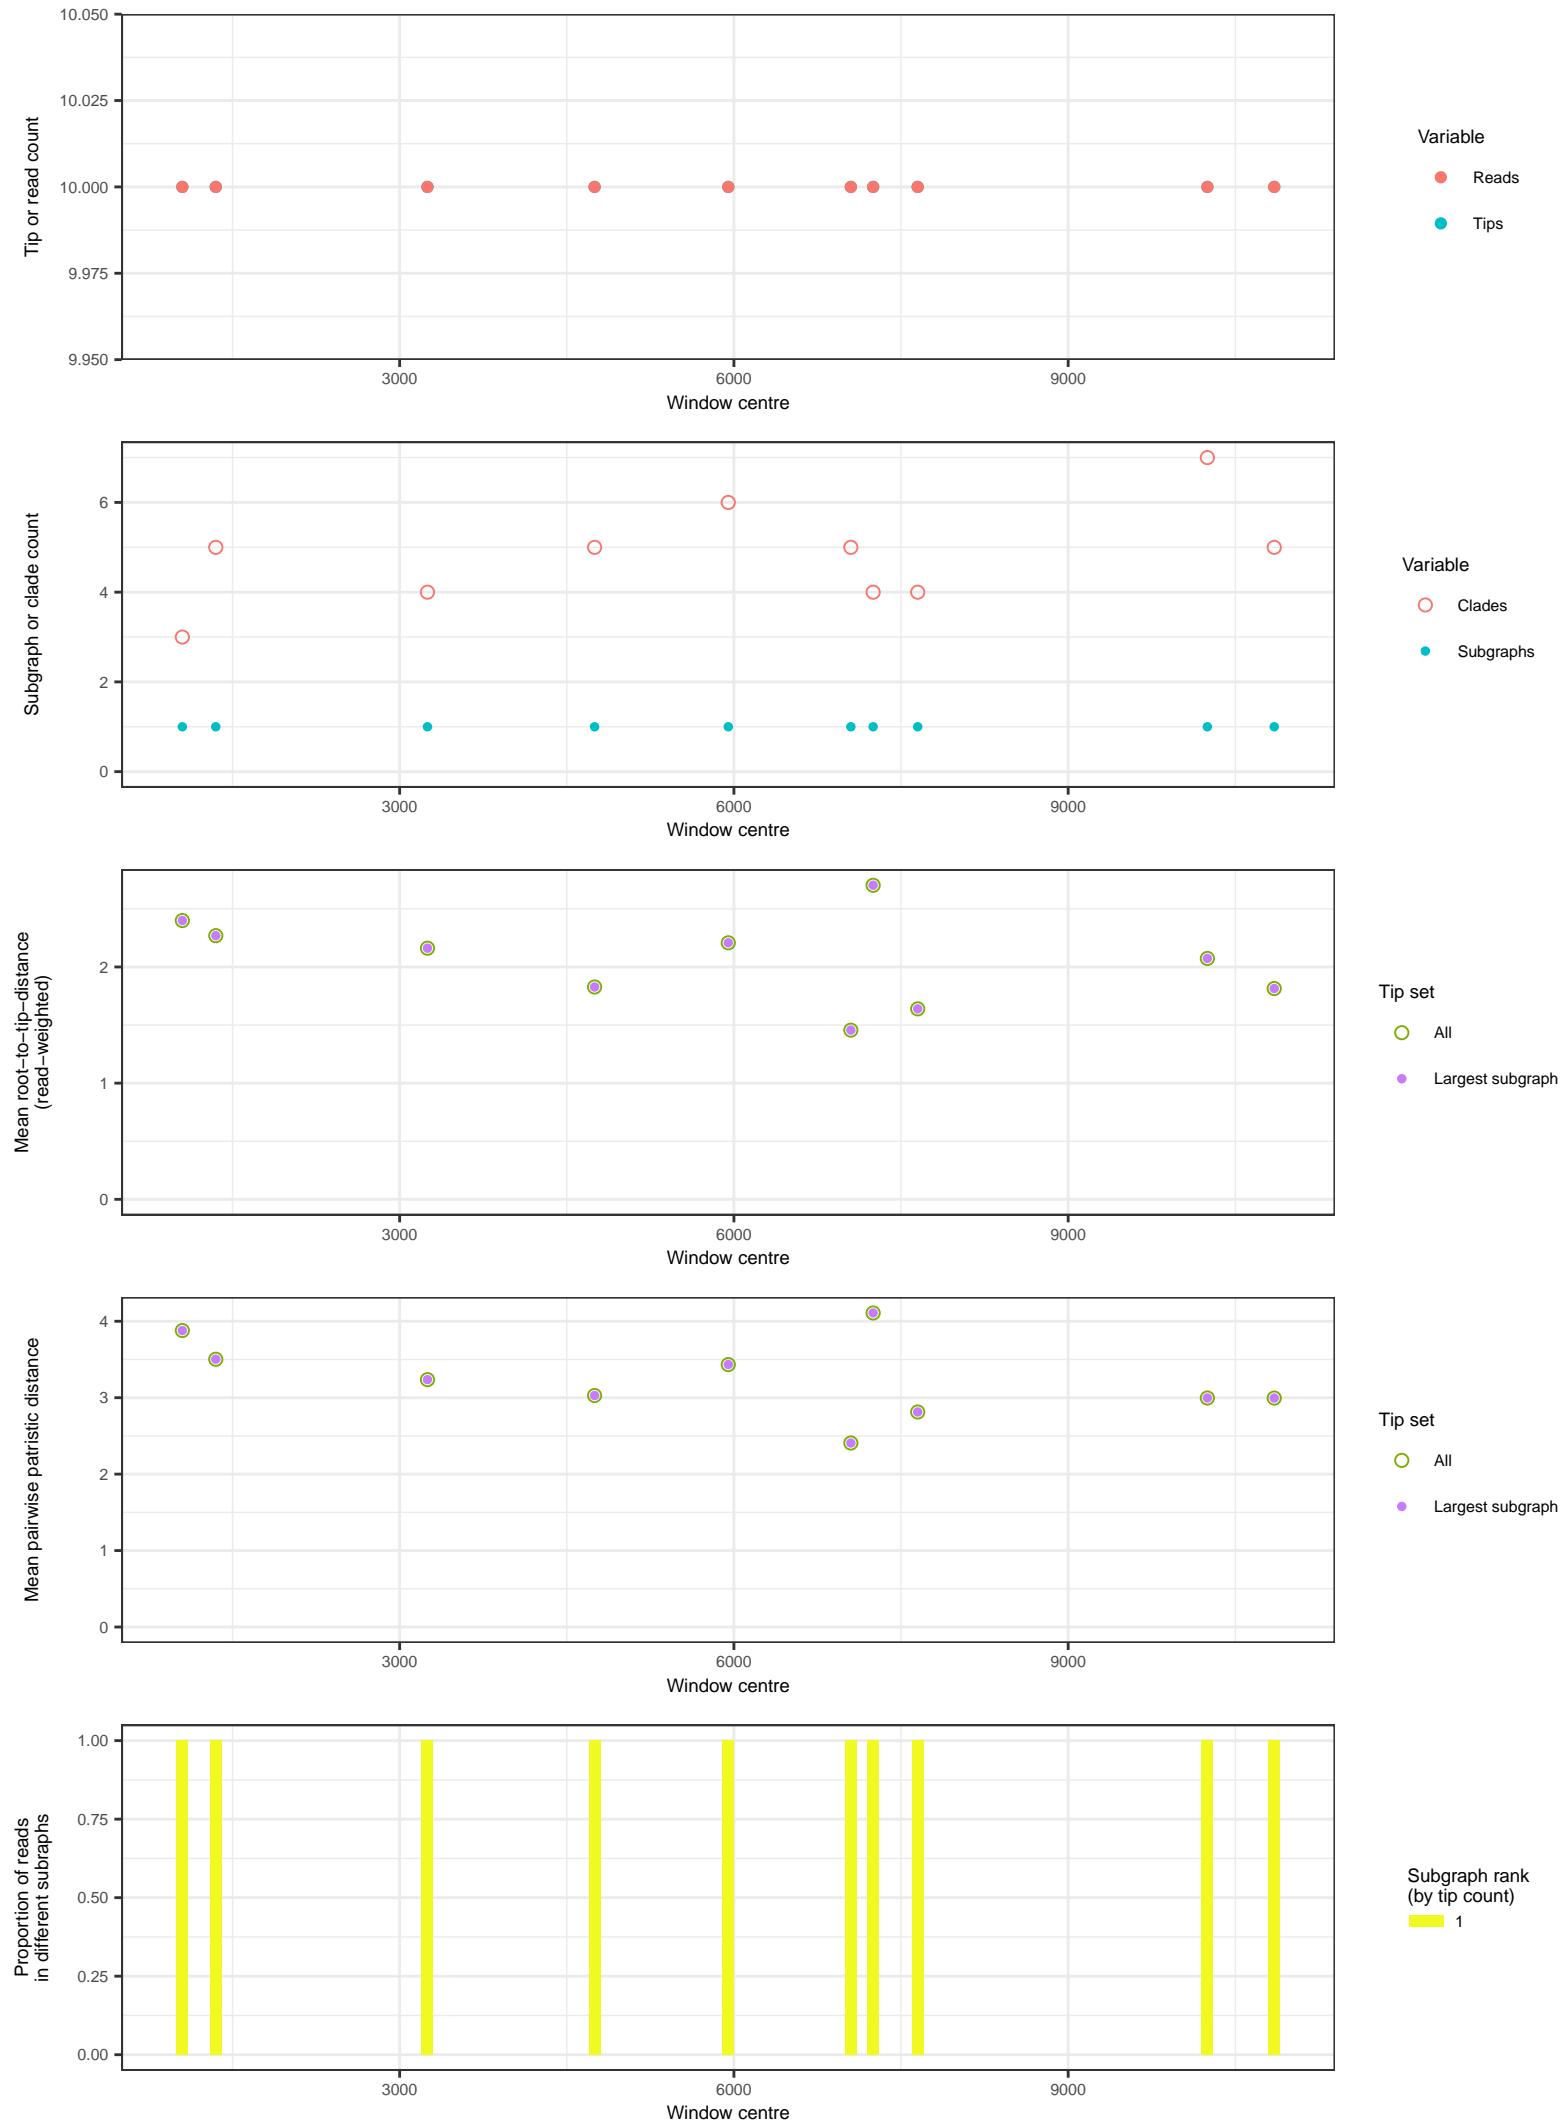 10.050
10.025
10.000
9.975
9.950
Tip or read count
3000
6000
9000
Window centre
Variable
Reads
Tips
6
4
2
0
Subgraph or clade count
3000
6000
9000
Window centre
Variable
Clades
Subgraphs
2
1
0
Mean root−to−tip−distance
(read−weighted)
3000
6000
9000
Window centre
Tip set
All
Largest subgraph
4
3
2
1
0
Mean pairwise patristic distance
3000
6000
9000
Window centre
Tip set
All
Largest subgraph
1.00
0.75
0.50
0.25
0.00
Proportion of reads
in different subraphs
3000
6000
9000
Window centre
Subgraph rank
(by tip count)
1